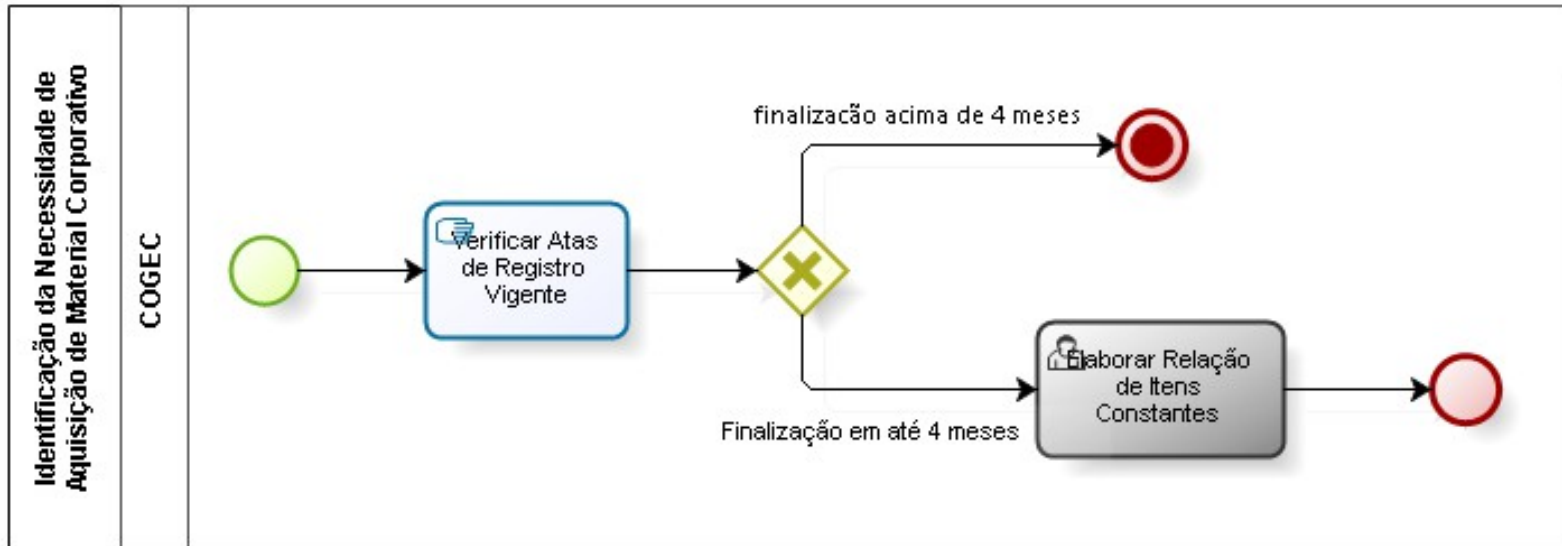 Identificação da Necessidade de
Aquisição de Material Corporativo
COGEC
Verificar Atas
de Registro
Vigente
finalizacão acima de 4 meses
Finalização em até 4 meses
Elaborar Relação
de Itens
Constantes